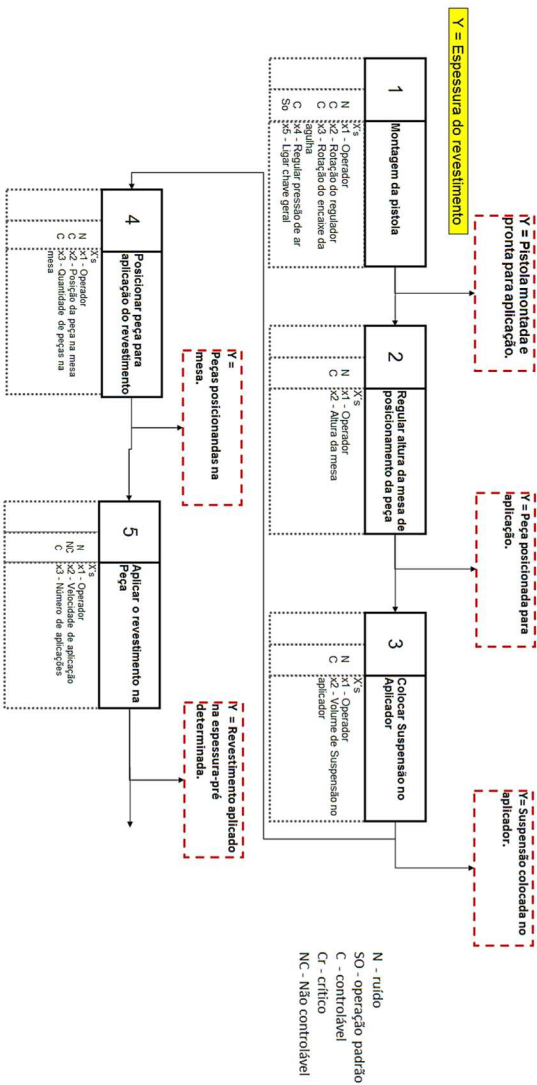 Y = Espessura do revestimento
Y = Pistola montada e
pronta para aplicação.
1
Montagem da pistola
X's
N x1 - Operador
C x2 - Rotação do regulador
C x3 - Rotação do encaixe da
agulha
C x4 - Regular pressão de ar
So x5 - Ligar chave geral
Y = Peça posicionada para
aplicação.
2
Regular altura da mesa de
posicionamento da peça
X's
N x1 - Operador
C x2 - Altura da mesa
Y= Suspensão colocada no
aplicador.
3
Colocar Suspensão no
Aplicador
X's
N x1 - Operador
C x2 - Volume de Suspensão no
aplicador
Y =
Peças posicionandas na
mesa.
4
Posicionar peça para
aplicação do revestimento
X's
N x1 - Operador
C x2 - Posição da peça na mesa
C x3 - Quantidade de peças na
mesa
Y = Revestimento aplicado
na espessura-pré
determinada.
5
Aplicar o revestimento na
Peça
X's
N x1 - Operador
NC x2 - Velocidade de aplicação
C x3 - Número de aplicações
N - ruído
SO - operação padrão
C - controlável
Cr - crítico
NC - Não controlável